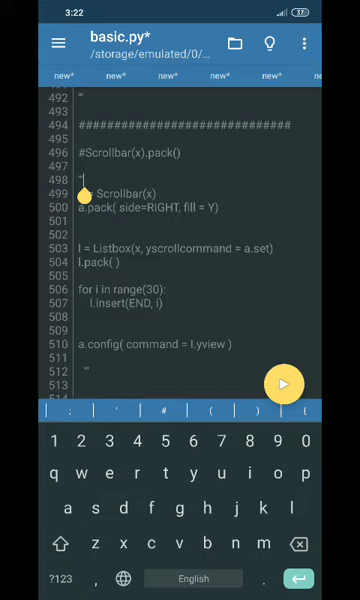 3:22
37
basic.py*
/storage/emulated/0/...
new*
new*
new*
new*
new*
492 '''
493
494 ##############################
495
496 #Scrollbar(x).pack()
497
498
499 = Scrollbar(x)
500 a.pack( side=RIGHT, fill = Y)
501
502
503 l = Listbox(x, yscrollcommand = a.set)
504 l.pack( )
505
506 for i in range(30):
507 l.insert(END, i)
508
509
510 a.config( command = l.yview )
511
512 '''
513
; ' # ( ) {
1 2 3 4 5 6 7 8 9 0
q w e r t y u i o p
a s d f g h j k l
z x c v b n m
?123 , English .